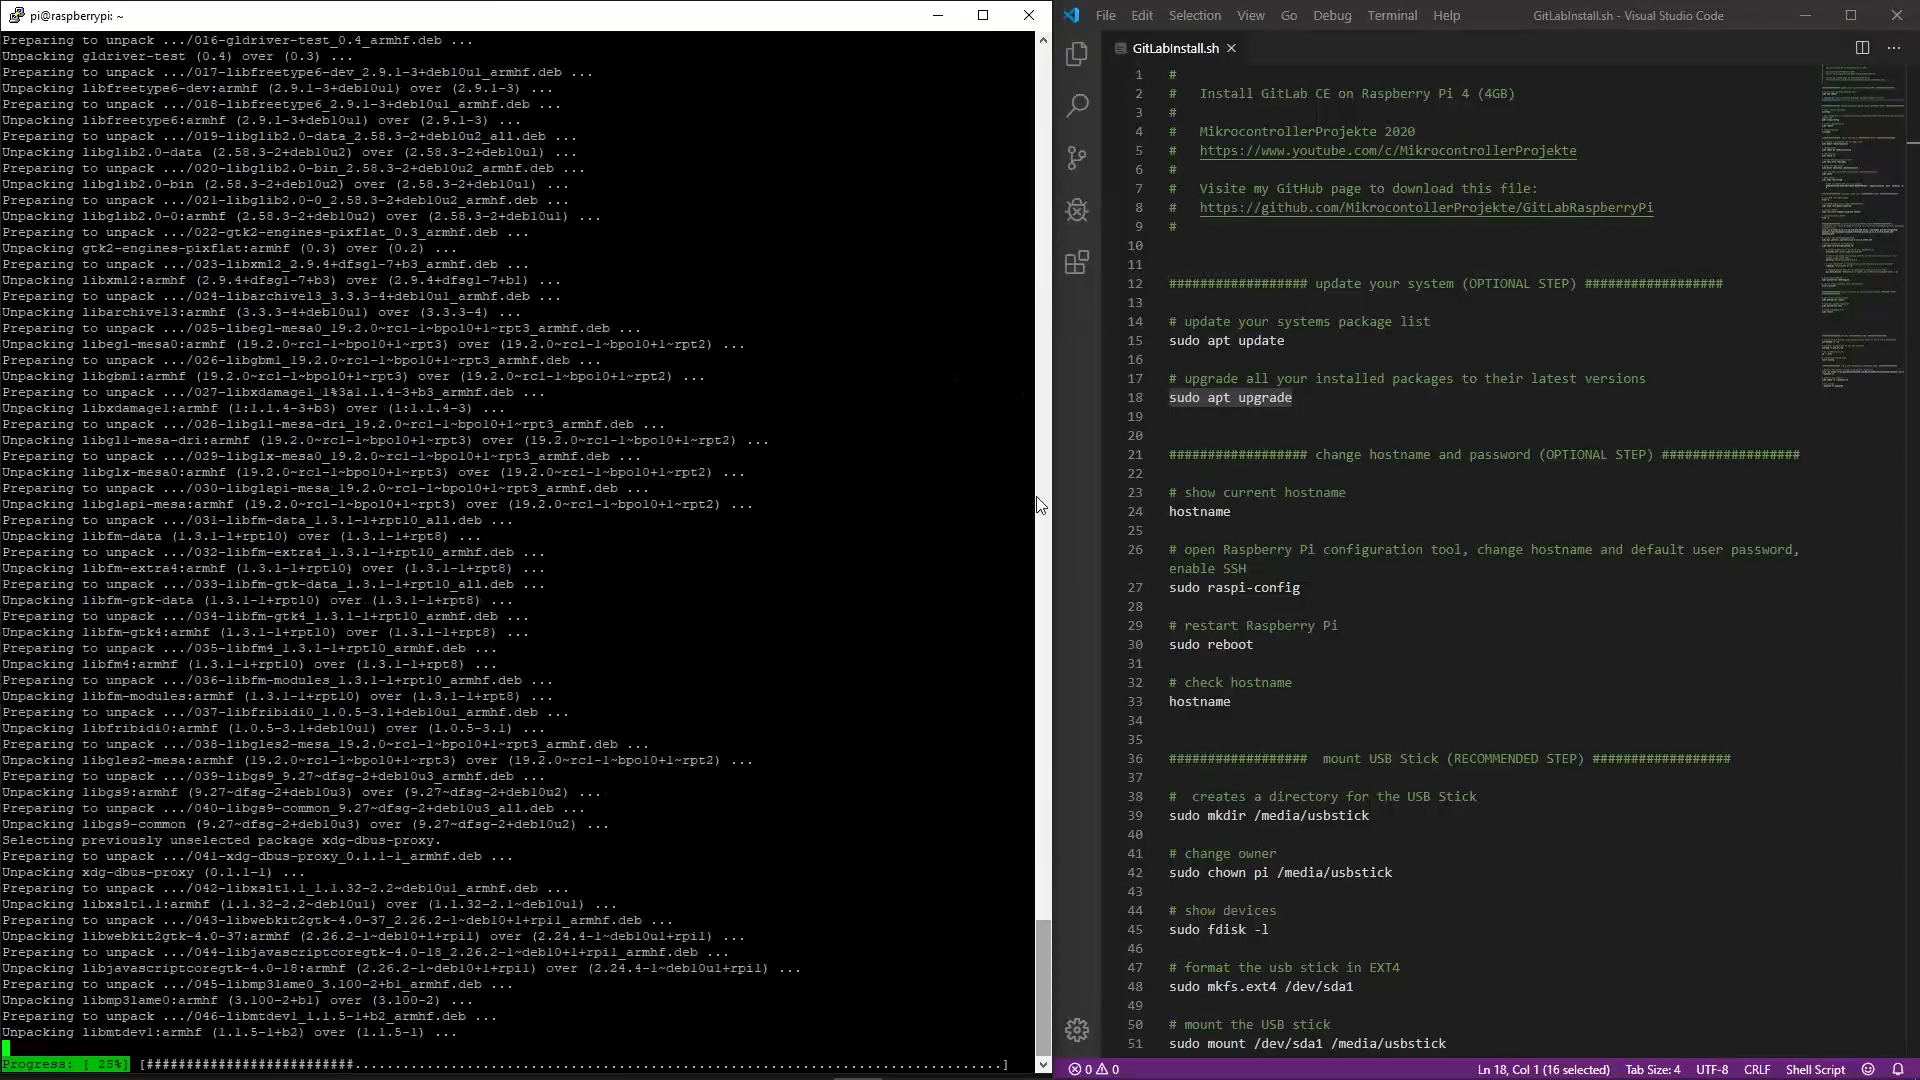 pi@raspberrypi: ~
Preparing to unpack .../016-gldriver-test_0.4_armhf.deb ...
Unpacking gldriver-test (0.4) over (0.3) ...
Preparing to unpack .../017-libfreetype6-dev_2.9.1-3+deb10u1_armhf.deb ...
Unpacking libfreetype6-dev:armhf (2.9.1-3+deb10u1) over (2.9.1-3) ...
Preparing to unpack .../018-libfreetype6_2.9.1-3+deb10u1_armhf.deb ...
Unpacking libfreetype6:armhf (2.9.1-3+deb10u1) over (2.9.1-3) ...
Preparing to unpack .../019-libglib2.0-data_2.58.3-2+deb10u2_all.deb ...
Unpacking libglib2.0-data (2.58.3-2+deb10u2) over (2.58.3-2+deb10u1) ...
Preparing to unpack .../020-libglib2.0-bin_2.58.3-2+deb10u2_armhf.deb ...
Unpacking libglib2.0-bin (2.58.3-2+deb10u2) over (2.58.3-2+deb10u1) ...
Preparing to unpack .../021-libglib2.0-0_2.58.3-2+deb10u2_armhf.deb ...
Unpacking libglib2.0-0:armhf (2.58.3-2+deb10u2) over (2.58.3-2+deb10u1) ...
Preparing to unpack .../022-gtk2-engines-pixflat_0.3_armhf.deb ...
Unpacking gtk2-engines-pixflat:armhf (0.3) over (0.2) ...
Preparing to unpack .../023-libxml2_2.9.4+dfsg1-7+b3_armhf.deb ...
Unpacking libxml2:armhf (2.9.4+dfsg1-7+b3) over (2.9.4+dfsg1-7+b1) ...
Preparing to unpack .../024-libarchive13_3.3.3-4+deb10u1_armhf.deb ...
Unpacking libarchive13:armhf (3.3.3-4+deb10u1) over (3.3.3-4) ...
Preparing to unpack .../025-libegl-mesa0_19.2.0~rc1-1~bpo10+1~rpt3_armhf.deb ...
Unpacking libegl-mesa0:armhf (19.2.0~rc1-1~bpo10+1~rpt3) over (19.2.0~rc1-1~bpo10+1~rpt2) ...
Preparing to unpack .../026-libgbm1_19.2.0~rc1-1~bpo10+1~rpt3_armhf.deb ...
Unpacking libgbm1:armhf (19.2.0~rc1-1~bpo10+1~rpt3) over (19.2.0~rc1-1~bpo10+1~rpt2) ...
Preparing to unpack .../027-libxdamage1_1%3a1.1.4-3+b3_armhf.deb ...
Unpacking libxdamage1:armhf (1:1.1.4-3+b3) over (1:1.1.4-3) ...
Preparing to unpack .../028-libgl1-mesa-dri_19.2.0~rc1-1~bpo10+1~rpt3_armhf.deb ...
Unpacking libgl1-mesa-dri:armhf (19.2.0~rc1-1~bpo10+1~rpt3) over (19.2.0~rc1-1~bpo10+1~rpt2) ...
Preparing to unpack .../029-libglx-mesa0_19.2.0~rc1-1~bpo10+1~rpt3_armhf.deb ...
Unpacking libglx-mesa0:armhf (19.2.0~rc1-1~bpo10+1~rpt3) over (19.2.0~rc1-1~bpo10+1~rpt2) ...
Preparing to unpack .../030-libglapi-mesa_19.2.0~rc1-1~bpo10+1~rpt3_armhf.deb ...
Unpacking libglapi-mesa:armhf (19.2.0~rc1-1~bpo10+1~rpt3) over (19.2.0~rc1-1~bpo10+1~rpt2) ...
Preparing to unpack .../031-libfm-data_1.3.1-1+rpt10_all.deb ...
Unpacking libfm-data (1.3.1-1+rpt10) over (1.3.1-1+rpt8) ...
Preparing to unpack .../032-libfm-extra4_1.3.1-1+rpt10_armhf.deb ...
Unpacking libfm-extra4:armhf (1.3.1-1+rpt10) over (1.3.1-1+rpt8) ...
Preparing to unpack .../033-libfm-gtk-data_1.3.1-1+rpt10_all.deb ...
Unpacking libfm-gtk-data (1.3.1-1+rpt10) over (1.3.1-1+rpt8) ...
Preparing to unpack .../034-libfm-gtk4_1.3.1-1+rpt10_armhf.deb ...
Unpacking libfm-gtk4:armhf (1.3.1-1+rpt10) over (1.3.1-1+rpt8) ...
Preparing to unpack .../035-libfm4_1.3.1-1+rpt10_armhf.deb ...
Unpacking libfm4:armhf (1.3.1-1+rpt10) over (1.3.1-1+rpt8) ...
Preparing to unpack .../036-libfm-modules_1.3.1-1+rpt10_armhf.deb ...
Unpacking libfm-modules:armhf (1.3.1-1+rpt10) over (1.3.1-1+rpt8) ...
Preparing to unpack .../037-libfribidi0_1.0.5-3.1+deb10u1_armhf.deb ...
Unpacking libfribidi0:armhf (1.0.5-3.1+deb10u1) over (1.0.5-3.1) ...
Preparing to unpack .../038-libgles2-mesa_19.2.0~rc1-1~bpo10+1~rpt3_armhf.deb ...
Unpacking libgles2-mesa:armhf (19.2.0~rc1-1~bpo10+1~rpt3) over (19.2.0~rc1-1~bpo10+1~rpt2) ...
Preparing to unpack .../039-libgs9_9.27~dfsg-2+deb10u3_armhf.deb ...
Unpacking libgs9:armhf (9.27~dfsg-2+deb10u3) over (9.27~dfsg-2+deb10u2) ...
Preparing to unpack .../040-libgs9-common_9.27~dfsg-2+deb10u3_all.deb ...
Unpacking libgs9-common (9.27~dfsg-2+deb10u3) over (9.27~dfsg-2+deb10u2) ...
Selecting previously unselected package xdg-dbus-proxy.
Preparing to unpack .../041-xdg-dbus-proxy_0.1.1-1_armhf.deb ...
Unpacking xdg-dbus-proxy (0.1.1-1) ...
Preparing to unpack .../042-libxslt1.1_1.1.32-2.2~deb10u1_armhf.deb ...
Unpacking libxslt1.1:armhf (1.1.32-2.2~deb10u1) over (1.1.32-2.1~deb10u1) ...
Preparing to unpack .../043-libwebkit2gtk-4.0-37_2.26.2-1~deb10+1+rpi1_armhf.deb ...
Unpacking libwebkit2gtk-4.0-37:armhf (2.26.2-1~deb10+1+rpi1) over (2.24.4-1~deb10u1+rpi1) ...
Preparing to unpack .../044-libjavascriptcoregtk-4.0-18_2.26.2-1~deb10+1+rpi1_armhf.deb ...
Unpacking libjavascriptcoregtk-4.0-18:armhf (2.26.2-1~deb10+1+rpi1) over (2.24.4-1~deb10u1+rpi1) ...
Preparing to unpack .../045-libmp3lame0_3.100-2+b1_armhf.deb ...
Unpacking libmp3lame0:armhf (3.100-2+b1) over (3.100-2) ...
Preparing to unpack .../046-libmtdev1_1.1.5-1+b2_armhf.deb ...
Unpacking libmtdev1:armhf (1.1.5-1+b2) over (1.1.5-1) ...
Progress: [ 28%] [##########################..................................................................................]
File Edit Selection View Go Debug Terminal Help GitLabInstall.sh - Visual Studio Code
GitLabInstall.sh
1 #
2 # Install GitLab CE on Raspberry Pi 4 (4GB)
3 #
4 # MikrocontrollerProjekte 2020
5 # https://www.youtube.com/c/MikrocontrollerProjekte
6 #
7 # Visite my GitHub page to download this file:
8 # https://github.com/MikrocontollerProjekte/GitLabRaspberryPi
9 #
10
11
12 ################## update your system (OPTIONAL STEP) ##################
13
14 # update your systems package list
15 sudo apt update
16
17 # upgrade all your installed packages to their latest versions
18 sudo apt upgrade
19
20
21 ################## change hostname and password (OPTIONAL STEP) ##################
22
23 # show current hostname
24 hostname
25
26 # open Raspberry Pi configuration tool, change hostname and default user password,
enable SSH
27 sudo raspi-config
28
29 # restart Raspberry Pi
30 sudo reboot
31
32 # check hostname
33 hostname
34
35
36 ################## mount USB Stick (RECOMMENDED STEP) ##################
37
38 # creates a directory for the USB Stick
39 sudo mkdir /media/usbstick
40
41 # change owner
42 sudo chown pi /media/usbstick
43
44 # show devices
45 sudo fdisk -l
46
47 # format the usb stick in EXT4
48 sudo mkfs.ext4 /dev/sda1
49
50 # mount the USB stick
51 sudo mount /dev/sda1 /media/usbstick
0 0 Ln 18, Col 1 (16 selected) Tab Size: 4 UTF-8 CRLF Shell Script